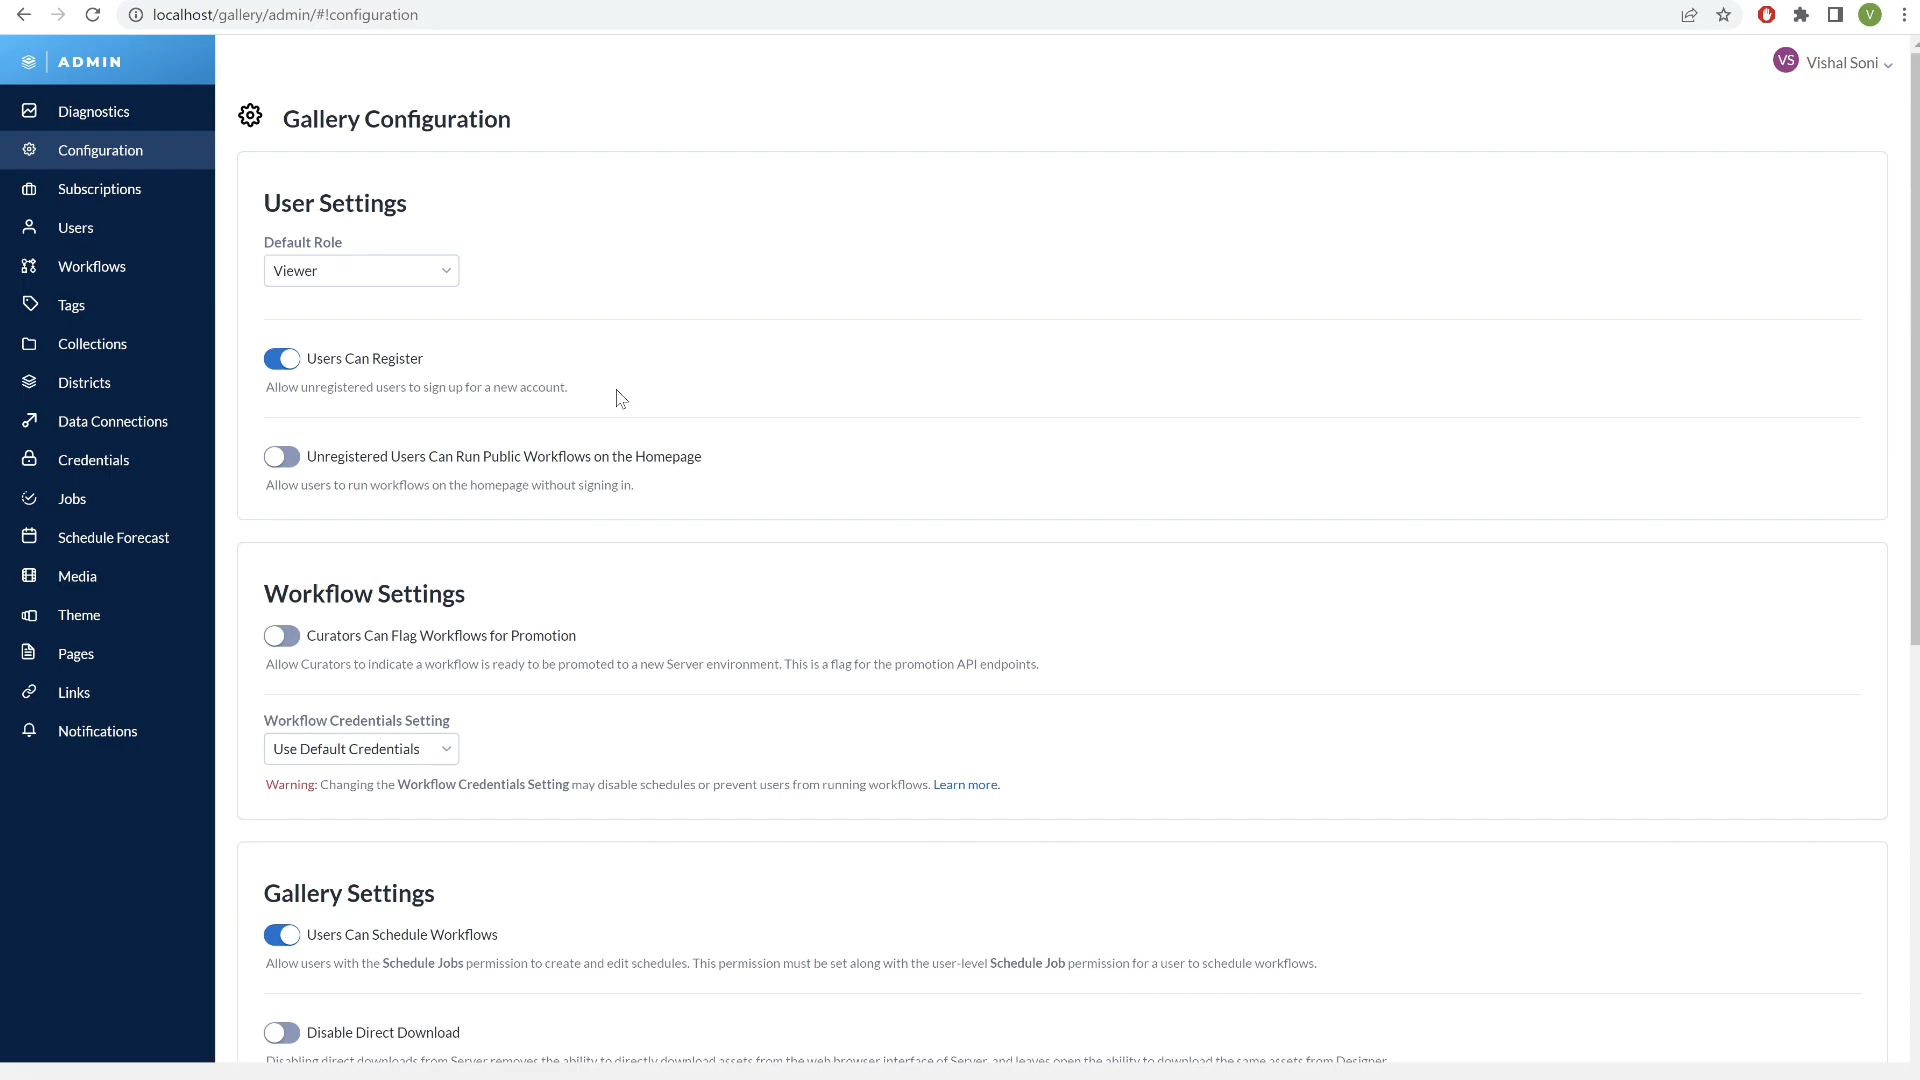 localhost/gallery/admin/#!configuration
V
ADMIN
VS Vishal Soni
Diagnostics
Configuration
Subscriptions
Users
Workflows
Tags
Collections
Districts
Data Connections
Credentials
Jobs
Schedule Forecast
Media
Theme
Pages
Links
Notifications
Gallery Configuration
User Settings
Default Role
Viewer
Users Can Register
Allow unregistered users to sign up for a new account.
Unregistered Users Can Run Public Workflows on the Homepage
Allow users to run workflows on the homepage without signing in.
Workflow Settings
Curators Can Flag Workflows for Promotion
Allow Curators to indicate a workflow is ready to be promoted to a new Server environment. This is a flag for the promotion API endpoints.
Workflow Credentials Setting
Use Default Credentials
Warning: Changing the Workflow Credentials Setting may disable schedules or prevent users from running workflows. Learn more.
Gallery Settings
Users Can Schedule Workflows
Allow users with the Schedule Jobs permission to create and edit schedules. This permission must be set along with the user-level Schedule Job permission for a user to schedule workflows.
Disable Direct Download
Disabling direct downloads from Server removes the ability to directly download assets from the web browser interface of Server, and leaves open the ability to download the same assets from Designer.